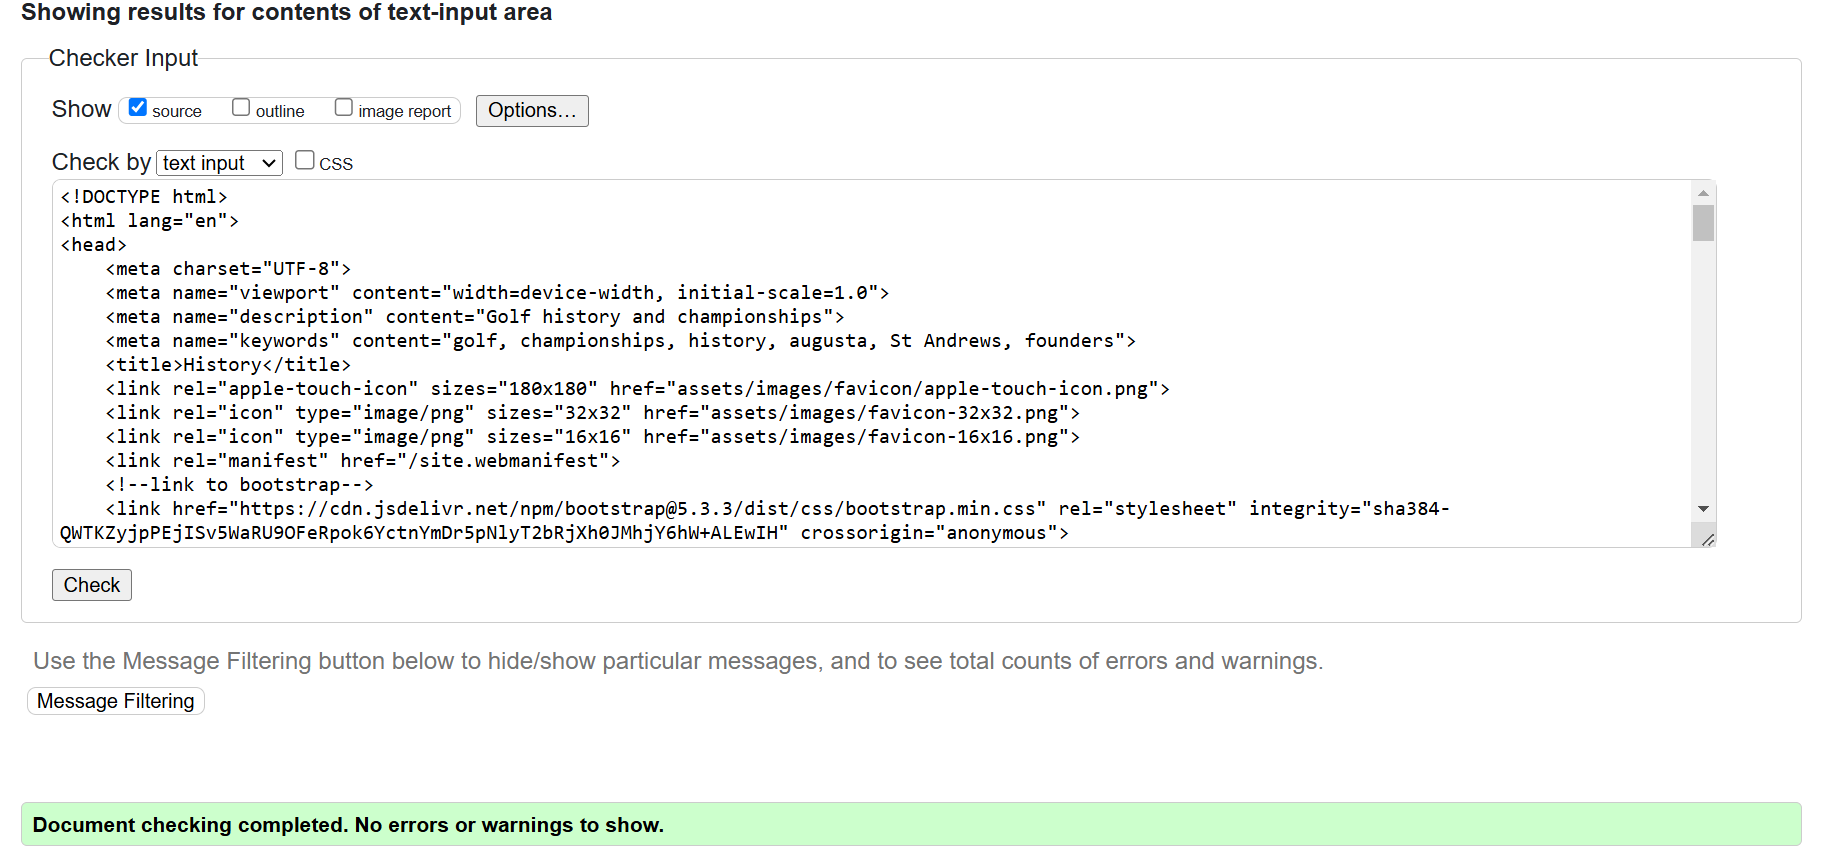 Showing results for contents of text-input area
Checker Input
Show source outline image report Options...
Check by text input CSS
<!DOCTYPE html>
<html lang="en">
<head>
    <meta charset="UTF-8">
    <meta name="viewport" content="width=device-width, initial-scale=1.0">
    <meta name="description" content="Golf history and championships">
    <meta name="keywords" content="golf, championships, history, augusta, St Andrews, founders">
    <title>History</title>
    <link rel="apple-touch-icon" sizes="180x180" href="assets/images/favicon/apple-touch-icon.png">
    <link rel="icon" type="image/png" sizes="32x32" href="assets/images/favicon-32x32.png">
    <link rel="icon" type="image/png" sizes="16x16" href="assets/images/favicon-16x16.png">
    <link rel="manifest" href="/site.webmanifest">
    <!--link to bootstrap-->
    <link href="https://cdn.jsdelivr.net/npm/bootstrap@5.3.3/dist/css/bootstrap.min.css" rel="stylesheet" integrity="sha384-
QWTKZyjpPEjISv5WaRU9OFeRpok6YctnYmDr5pNlyT2bRjXh0JMhjY6hW+ALEwIH" crossorigin="anonymous">
Check
Use the Message Filtering button below to hide/show particular messages, and to see total counts of errors and warnings.
Message Filtering
Document checking completed. No errors or warnings to show.